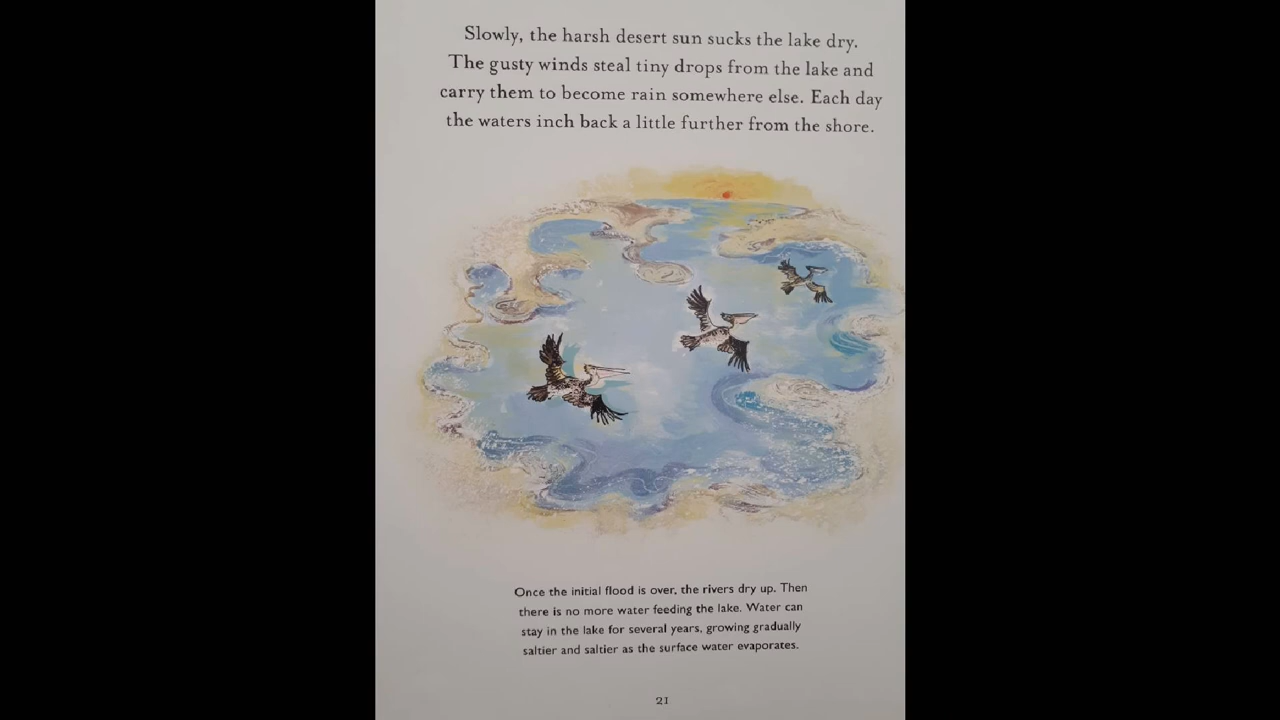 Slowly, the harsh desert sun sucks the lake dry.
The gusty winds steal tiny drops from the lake and
carry them to become rain somewhere else. Each day
the waters inch back a little further from the shore.
Once the initial flood is over, the rivers dry up. Then
there is no more water feeding the lake. Water can
stay in the lake for several years, growing gradually
saltier and saltier as the surface water evaporates.
21